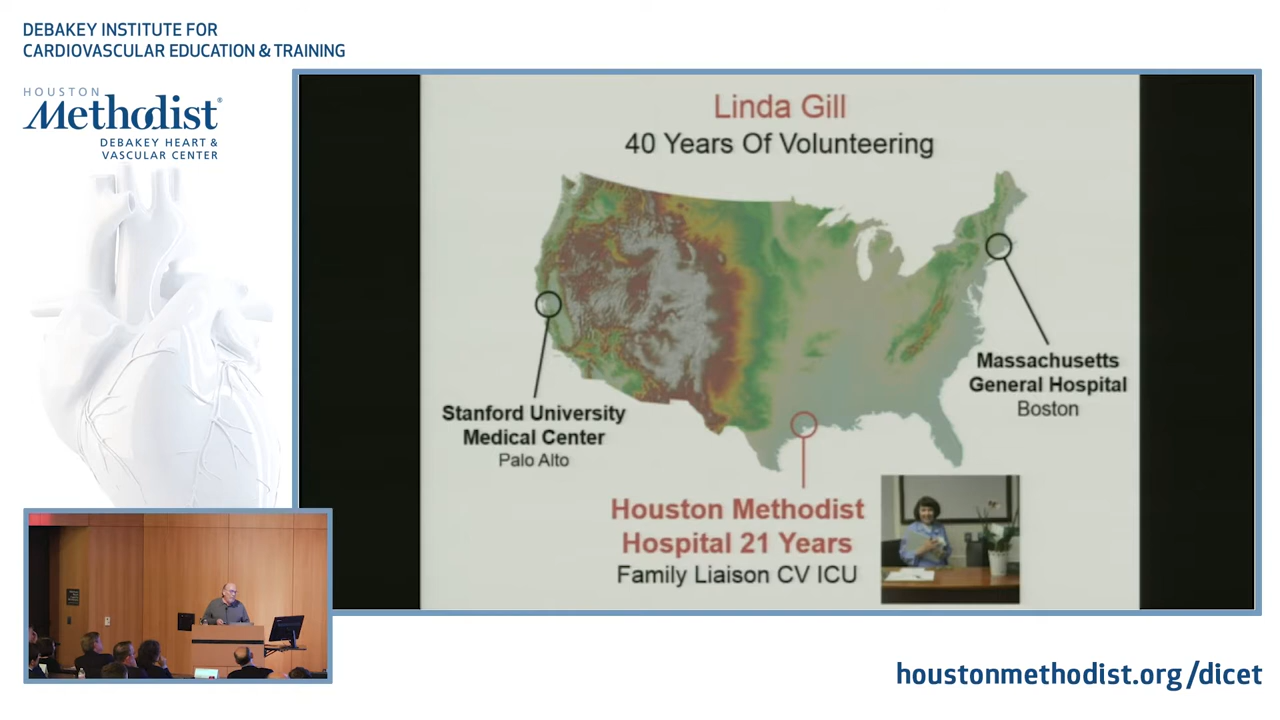 DEBAKEY INSTITUTE FOR
CARDIOVASCULAR EDUCATION & TRAINING
HOUSTON
Methodist®
DEBAKEY HEART &
VASCULAR CENTER
Linda Gill
40 Years Of Volunteering
Massachusetts
General Hospital
Boston
Stanford University
Medical Center
Palo Alto
Houston Methodist
Hospital 21 Years
Family Liaison CV ICU
houstonmethodist.org/dicet